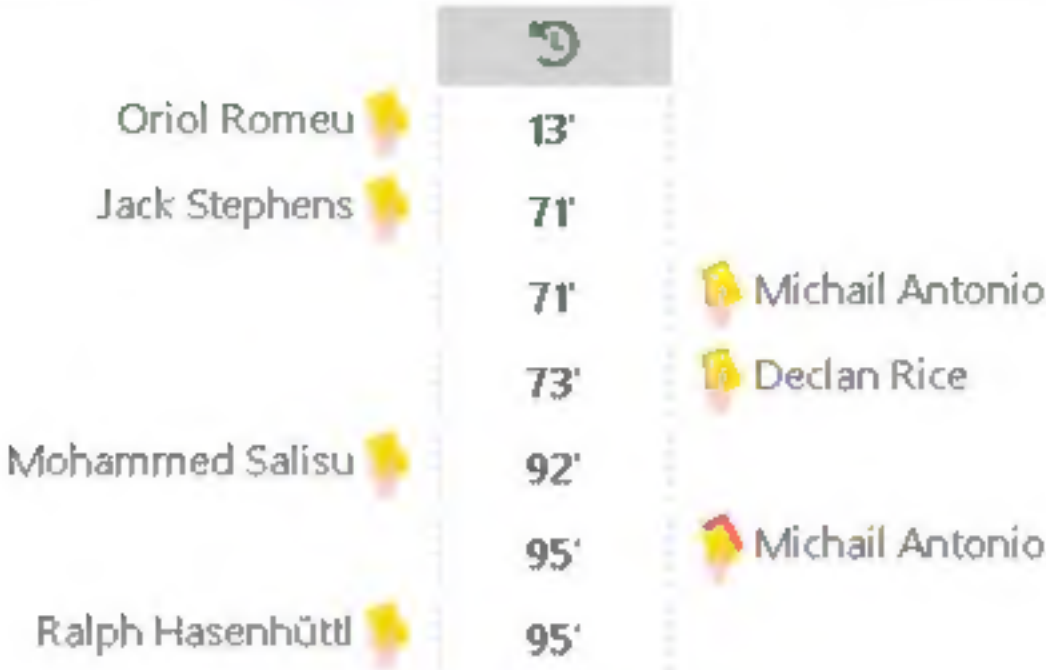 Oriol Romeu 13'
Jack Stephens 71'
71' Michail Antonio
73' Declan Rice
Mohammed Salisu 92'
95' Michail Antonio
Ralph Hasenhüttl 95'